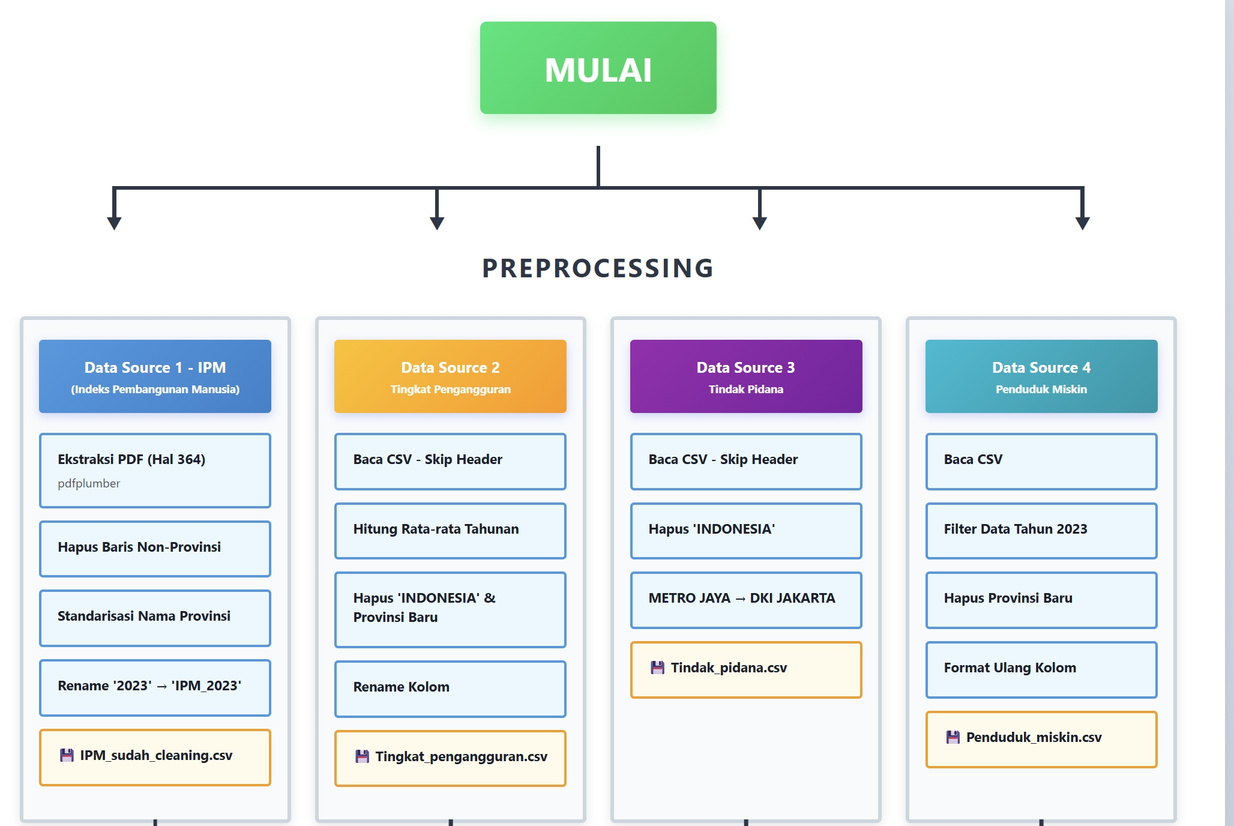 MULAI
PREPROCESSING
Data Source 1 - IPM
(Indeks Pembangunan Manusia)
Ekstraksi PDF (Hal 364)
pdfplumber
Hapus Baris Non-Provinsi
Standarisasi Nama Provinsi
Rename '2023' → 'IPM_2023'
💾 IPM_sudah_cleaning.csv
Data Source 2
Tingkat Pengangguran
Baca CSV - Skip Header
Hitung Rata-rata Tahunan
Hapus 'INDONESIA' &
Provinsi Baru
Rename Kolom
💾 Tingkat_pengangguran.csv
Data Source 3
Tindak Pidana
Baca CSV - Skip Header
Hapus 'INDONESIA'
METRO JAYA → DKI JAKARTA
💾 Tindak_pidana.csv
Data Source 4
Penduduk Miskin
Baca CSV
Filter Data Tahun 2023
Hapus Provinsi Baru
Format Ulang Kolom
💾 Penduduk_miskin.csv